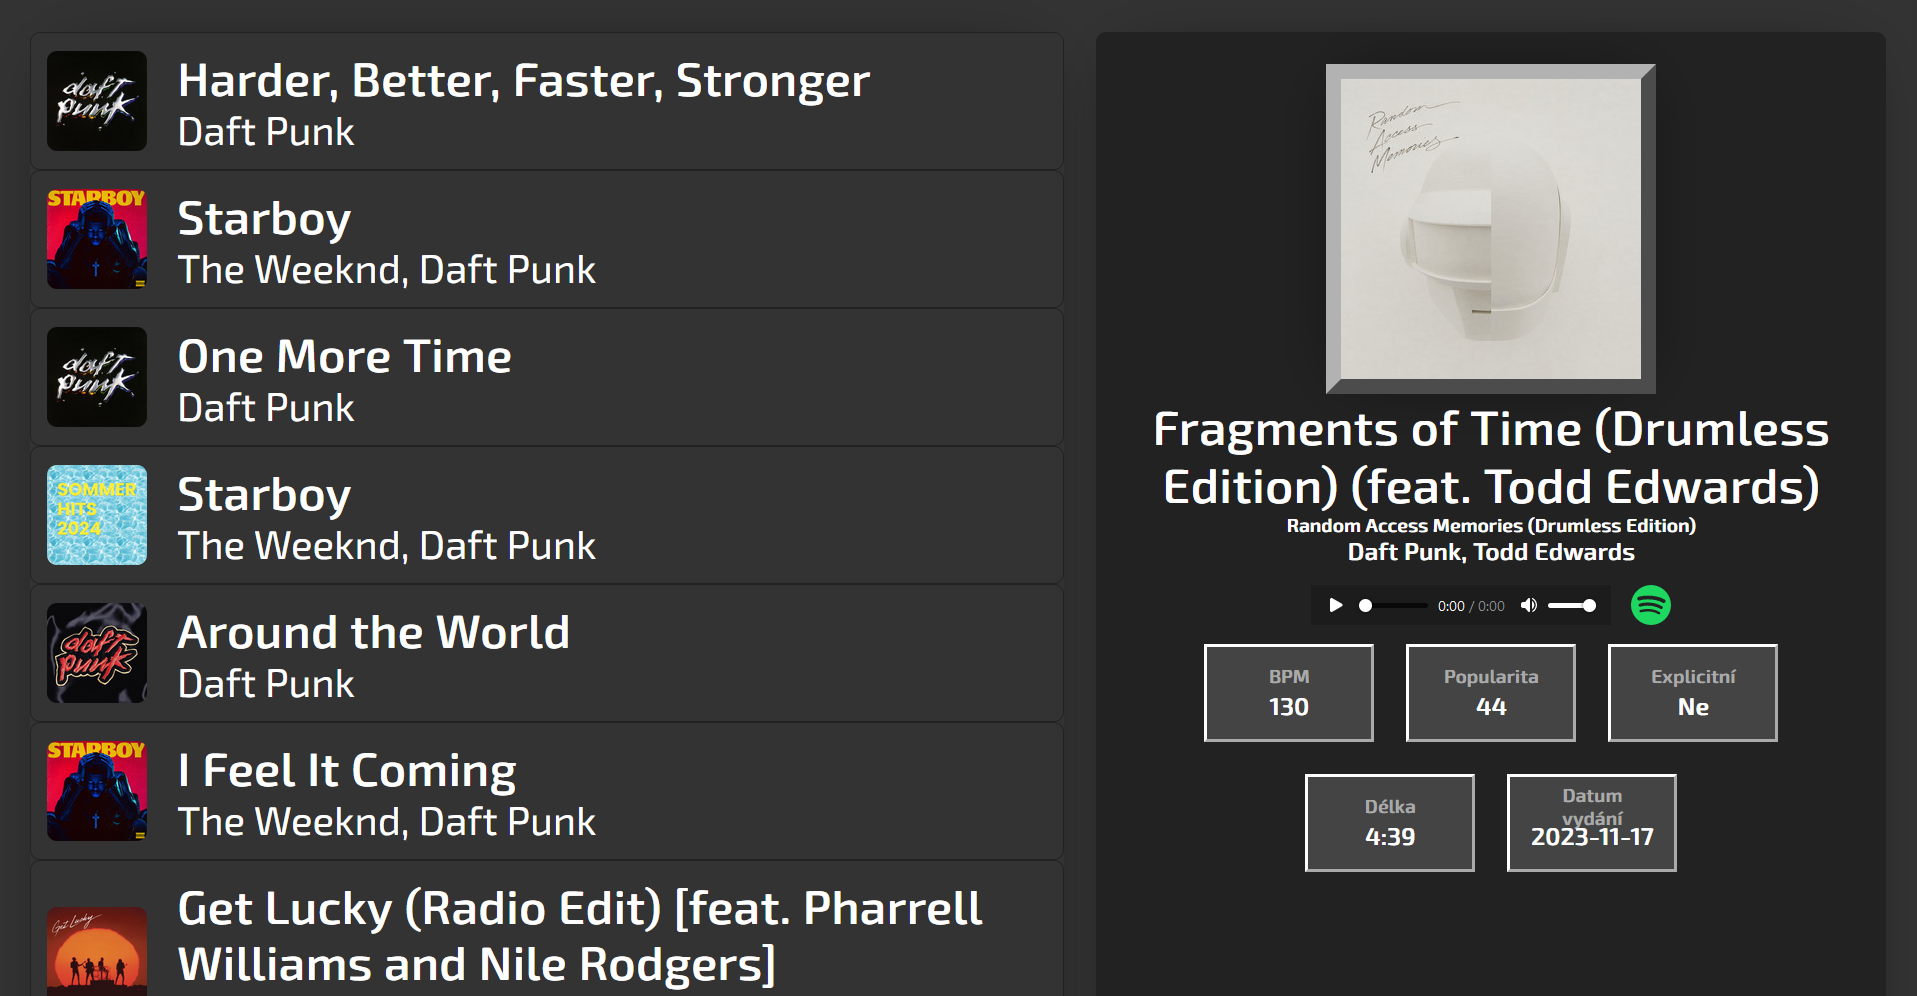 daft
punk
Harder, Better, Faster, Stronger
Daft Punk
STARBOY
Starboy
The Weeknd, Daft Punk
daft
punk
One More Time
Daft Punk
SOMMER
HITS
2024
Starboy
The Weeknd, Daft Punk
daft
punk
Around the World
Daft Punk
STARBOY
I Feel It Coming
The Weeknd, Daft Punk
Get Lucky
Get Lucky (Radio Edit) [feat. Pharrell
Williams and Nile Rodgers]
Random
Access
Memories
Fragments of Time (Drumless
Edition) (feat. Todd Edwards)
Random Access Memories (Drumless Edition)
Daft Punk, Todd Edwards
0:00 / 0:00
BPM
130
Popularita
44
Explicitní
Ne
Délka
4:39
Datum
vydání
2023-11-17